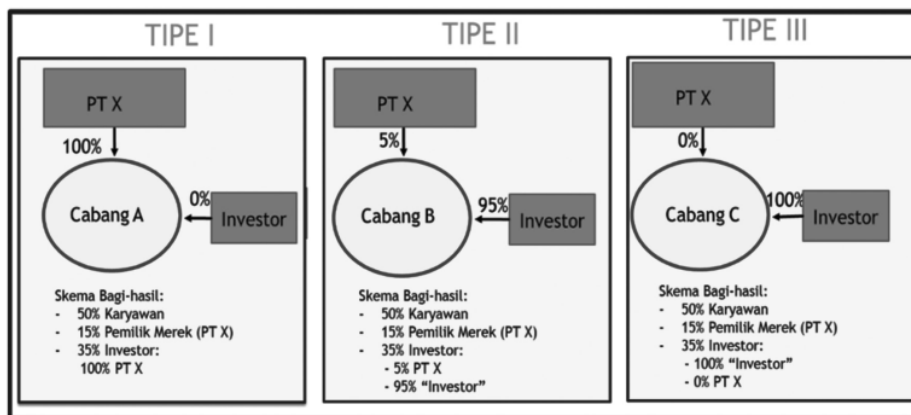 TIPE I
PT X
100%
Cabang A
0%
Investor
Skema Bagi-hasil:
- 50% Karyawan
- 15% Pemilik Merek (PT X)
- 35% Investor:
100% PT X
TIPE II
PT X
5%
Cabang B
95%
Investor
Skema Bagi-hasil:
- 50% Karyawan
- 15% Pemilik Merek (PT X)
- 35% Investor:
- 5% PT X
- 95% “Investor”
TIPE III
PT X
0%
Cabang C
100%
Investor
Skema Bagi-hasil:
- 50% Karyawan
- 15% Pemilik Merek (PT X)
- 35% Investor:
- 100% “Investor”
- 0% PT X